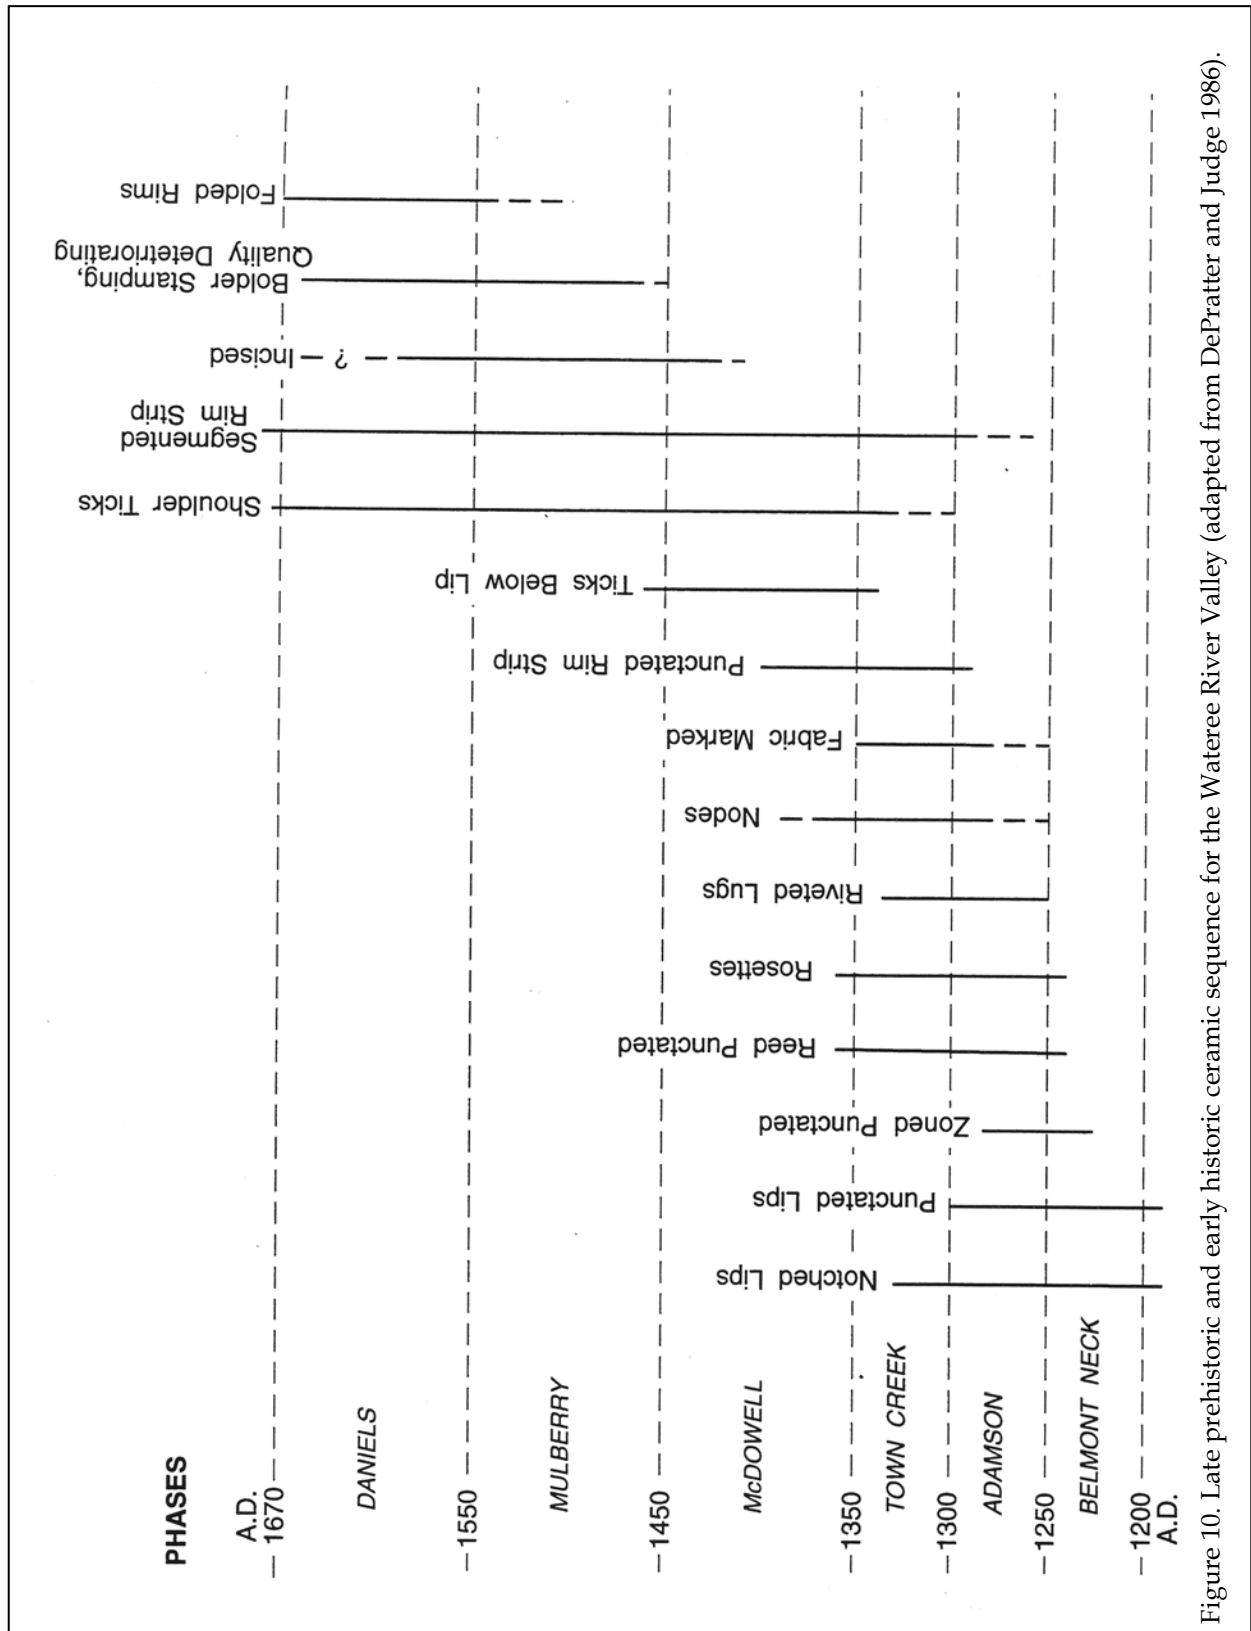 PHASES
A.D.
1670
DANIELS
1550
MULBERRY
1450
McDOWELL
1350
TOWN CREEK
1300
ADAMSON
1250
BELMONT NECK
1200
A.D.
Notched Lips
Punctated Lips
Zoned Punctated
Reed Punctated
Rosettes
Riveted Lugs
Nodes
Fabric Marked
Punctated Rim Strip
Ticks Below Lip
Shoulder Ticks
Segmented
Rim Strip
Incised — ?
Bolder Stamping,
Quality Detetriorating
Folded Rims
Figure 10. Late prehistoric and early historic ceramic sequence for the Wateree River Valley (adapted from DePratter and Judge 1986).